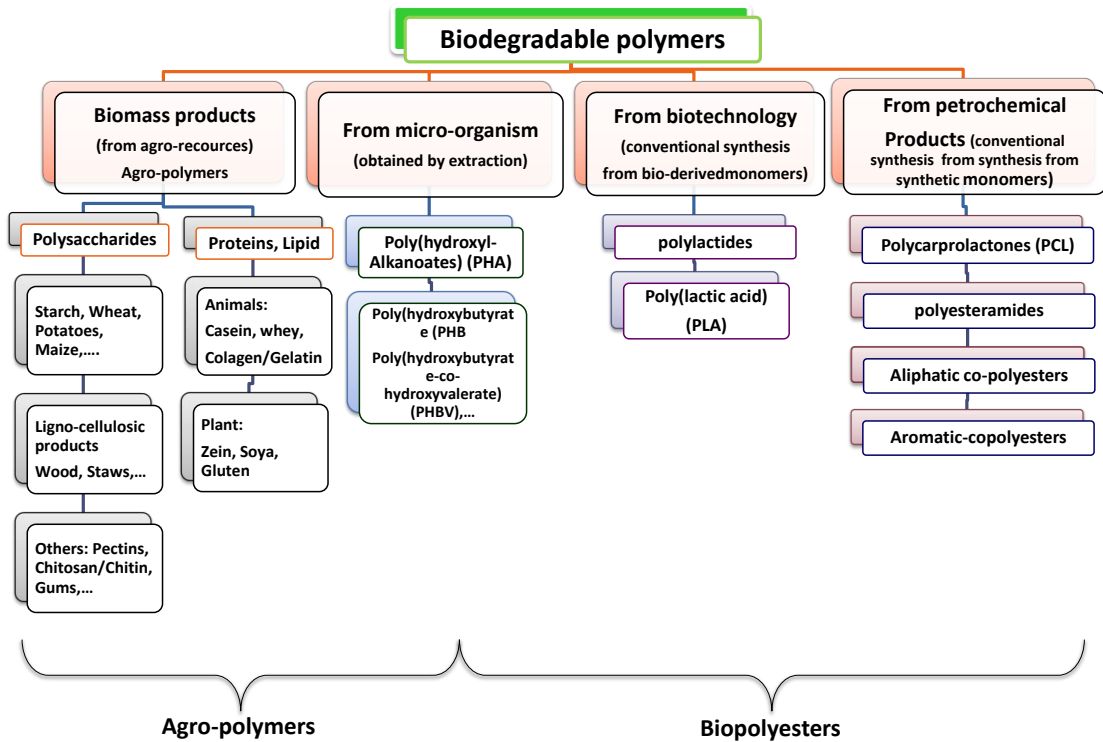 Biodegradable polymers
Biomass products
(from agro-recources)
Agro-polymers
From micro-organism
(obtained by extraction)
From biotechnology
(conventional synthesis
from bio-derivedmonomers)
From petrochemical
Products (conventional
synthesis from synthesis from
synthetic monomers)
Polysaccharides
Starch, Wheat,
Potatoes,
Maize,....
Ligno-cellulosic
products
Wood, Staws,...
Others: Pectins,
Chitosan/Chitin,
Gums,...
Proteins, Lipid
Animals:
Casein, whey,
Colagen/Gelatin
Plant:
Zein, Soya,
Gluten
Poly(hydroxyl-
Alkanoates) (PHA)
Poly(hydroxybutyrat
e (PHB
Poly(hydroxybutyra
te-co-
hydroxyvalerate)
(PHBV),...
polylactides
Poly(lactic acid)
(PLA)
Polycarprolactones (PCL)
polyesteramides
Aliphatic co-polyesters
Aromatic-copolyesters
Agro-polymers
Biopolyesters